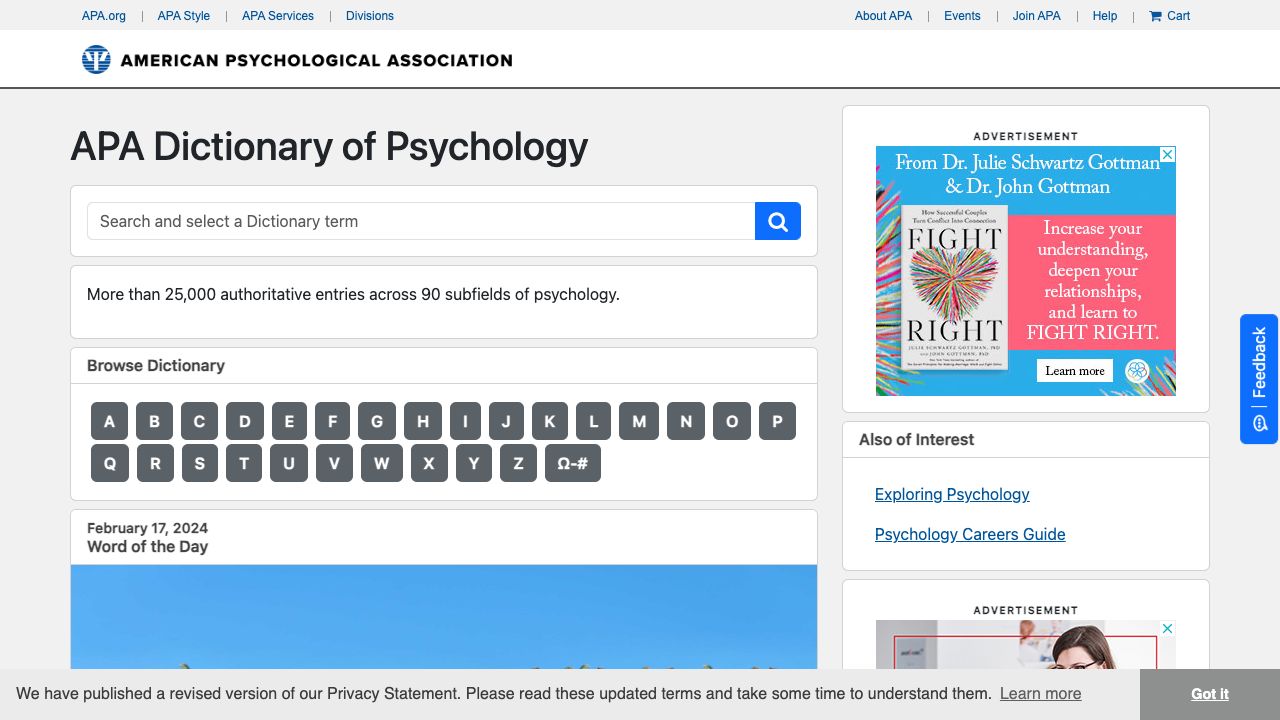 APA.org | APA Style | APA Services | Divisions
About APA | Events | Join APA | Help | Cart
AMERICAN PSYCHOLOGICAL ASSOCIATION
APA Dictionary of Psychology
Search and select a Dictionary term
More than 25,000 authoritative entries across 90 subfields of psychology.
Browse Dictionary
A B C D E F G H I J K L M N O P
Q R S T U V W X Y Z Ω-#
February 17, 2024
Word of the Day
ADVERTISEMENT
From Dr. Julie Schwartz Gottman
& Dr. John Gottman
How Successful Couples
Turn Conflict Into Connection
FIGHT
RIGHT
JULIE SCHWARTZ GOTTMAN, PhD
AND JOHN GOTTMAN, PhD
Increase your
understanding,
deepen your
relationships,
and learn to
FIGHT RIGHT.
Learn more
Also of Interest
Exploring Psychology
Psychology Careers Guide
ADVERTISEMENT
Feedback
We have published a revised version of our Privacy Statement. Please read these updated terms and take some time to understand them. Learn more
Got it